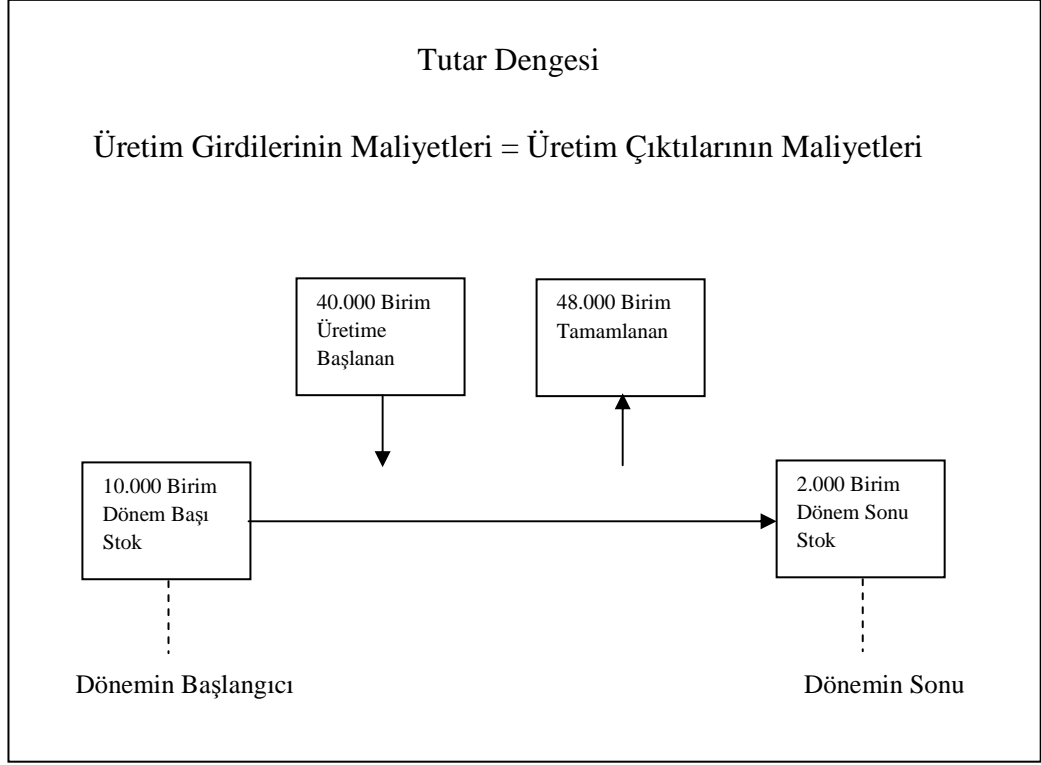 Tutar Dengesi
Üretim Girdilerinin Maliyetleri = Üretim Çıktılarının Maliyetleri
40.000 Birim
Üretime
Başlanan
48.000 Birim
Tamamlanan
10.000 Birim
Dönem Başı
Stok
2.000 Birim
Dönem Sonu
Stok
Dönemin Başlangıcı
Dönemin Sonu